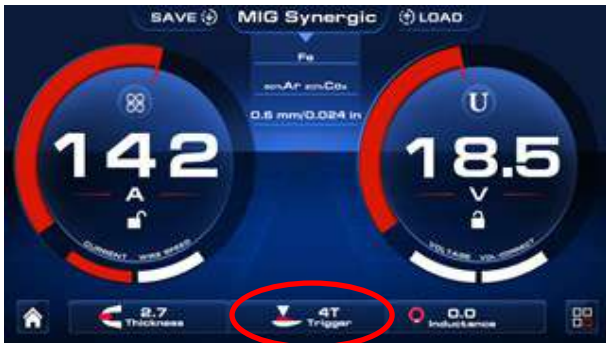 SAVE
MIG Synergic
LOAD
Fe
80%Ar 20%Co₂
0.6 mm/0.024 in
142
A
CURRENT WIRE SPEED
U
18.5
V
VOLTAGE VOL-CORRECT
2.7
Thickness
4T
Trigger
0.0
Inductance